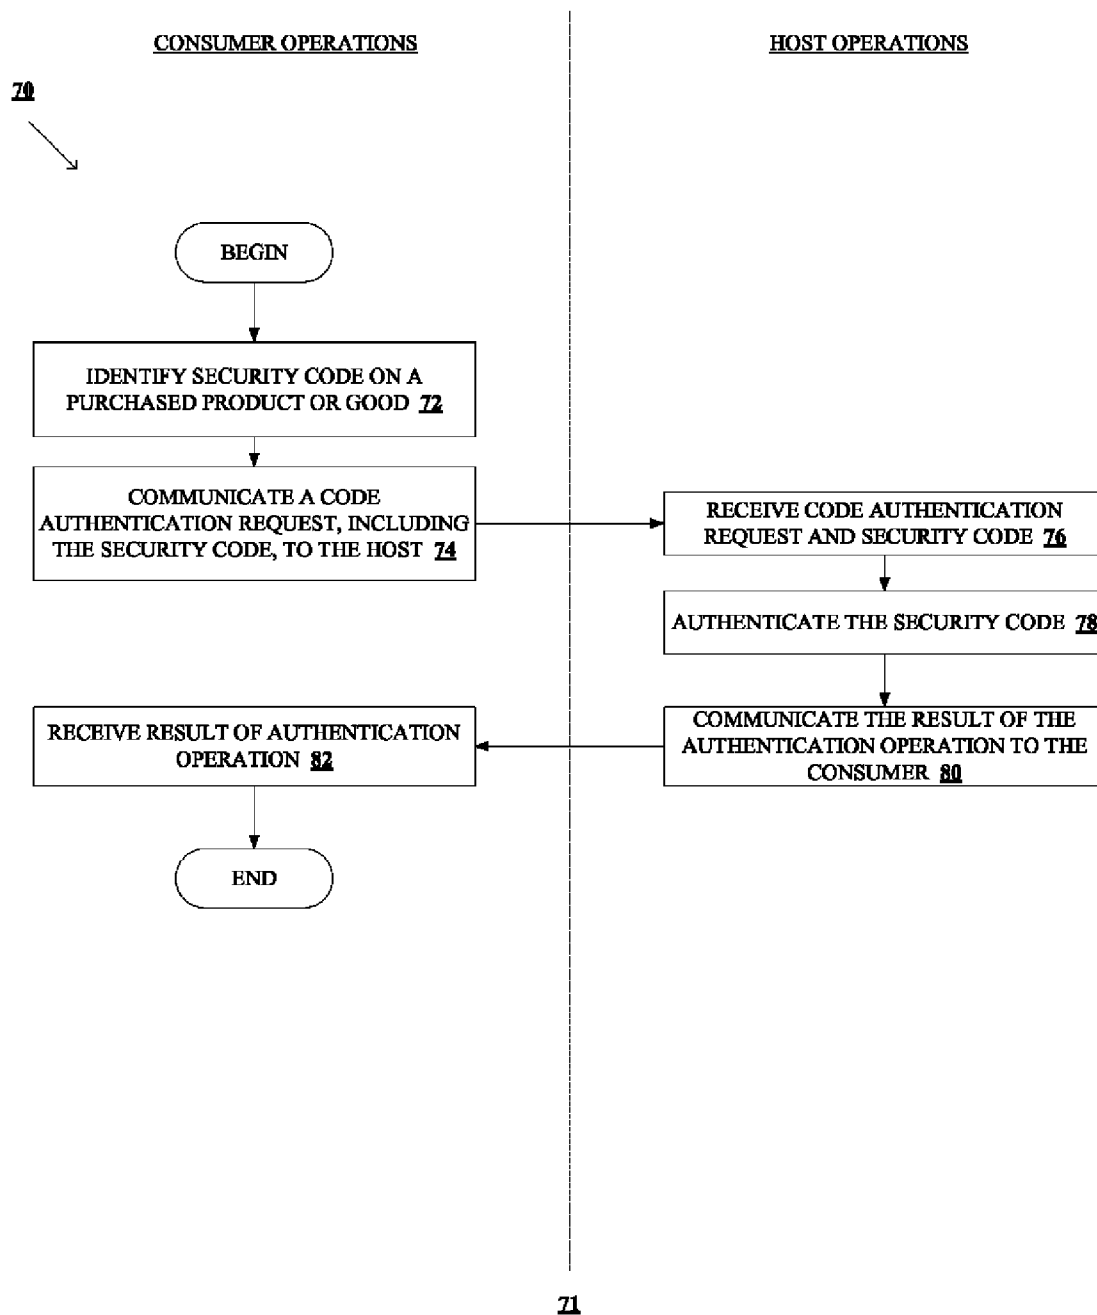 CONSUMER OPERATIONS
HOST OPERATIONS
70
BEGIN
IDENTIFY SECURITY CODE ON A
PURCHASED PRODUCT OR GOOD 72
COMMUNICATE A CODE
AUTHENTICATION REQUEST, INCLUDING
THE SECURITY CODE, TO THE HOST 74
RECEIVE CODE AUTHENTICATION
REQUEST AND SECURITY CODE 76
AUTHENTICATE THE SECURITY CODE 78
COMMUNICATE THE RESULT OF THE
AUTHENTICATION OPERATION TO THE
CONSUMER 80
RECEIVE RESULT OF AUTHENTICATION
OPERATION 82
END
71